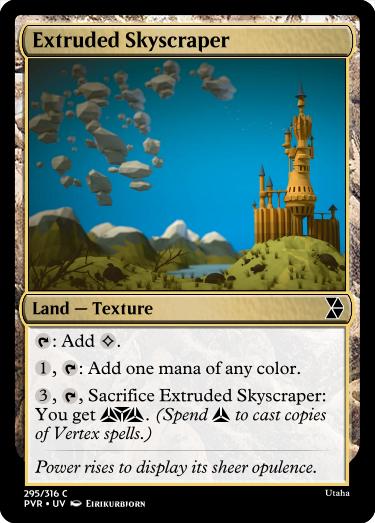 Extruded Skyscraper
Land — Texture
: Add .
1, : Add one mana of any color.
3, , Sacrifice Extruded Skyscraper:
You get . (Spend to cast copies
of Vertex spells.)
Power rises to display its sheer opulence.
295/316 C
Utaha
PVR • UV Eirikurbjorn